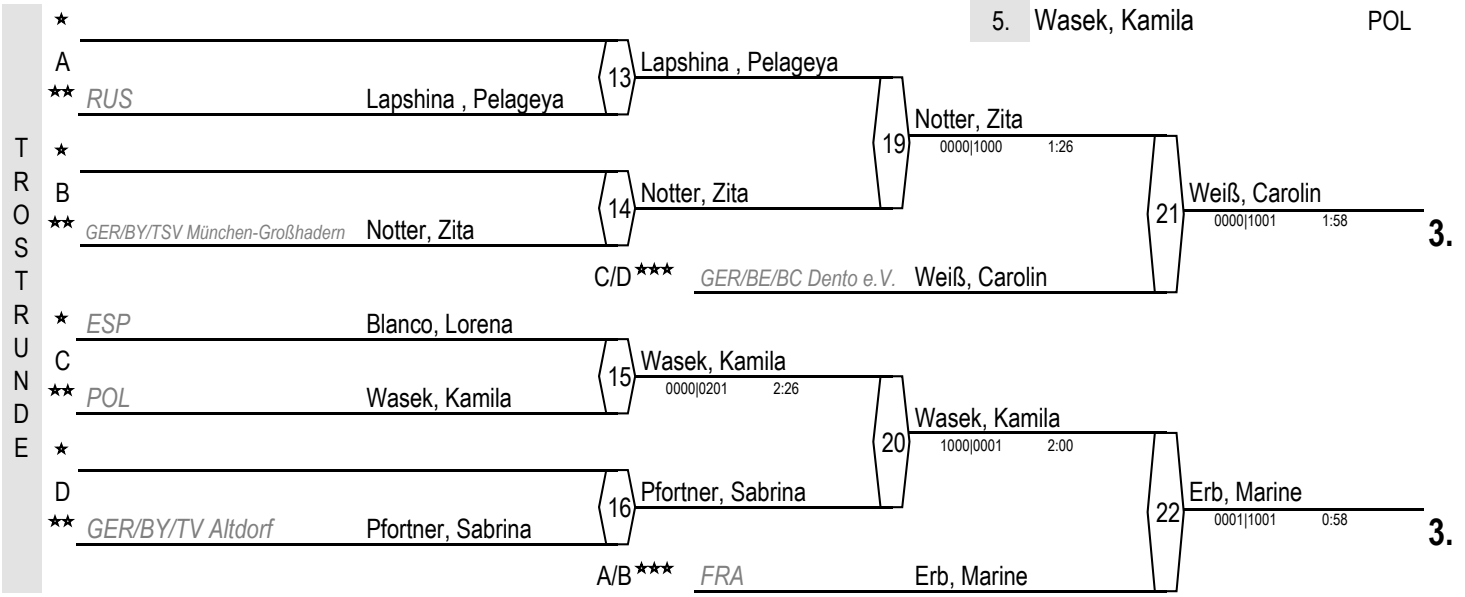 5. Wasek, Kamila POL
TROSTRUNDE
★
A
★★ RUS Lapshina , Pelageya
13 Lapshina , Pelageya
★
B
★★ GER/BY/TSV München-Großhadern Notter, Zita
14 Notter, Zita
19 Notter, Zita
0000|1000 1:26
C/D ★★★ GER/BE/BC Dento e.V. Weiß, Carolin
21 Weiß, Carolin
0000|1001 1:58
3.
★ ESP Blanco, Lorena
C
★★ POL Wasek, Kamila
15 Wasek, Kamila
0000|0201 2:26
★
D
★★ GER/BY/TV Altdorf Pfortner, Sabrina
16 Pfortner, Sabrina
20 Wasek, Kamila
1000|0001 2:00
A/B ★★★ FRA Erb, Marine
22 Erb, Marine
0001|1001 0:58
3.